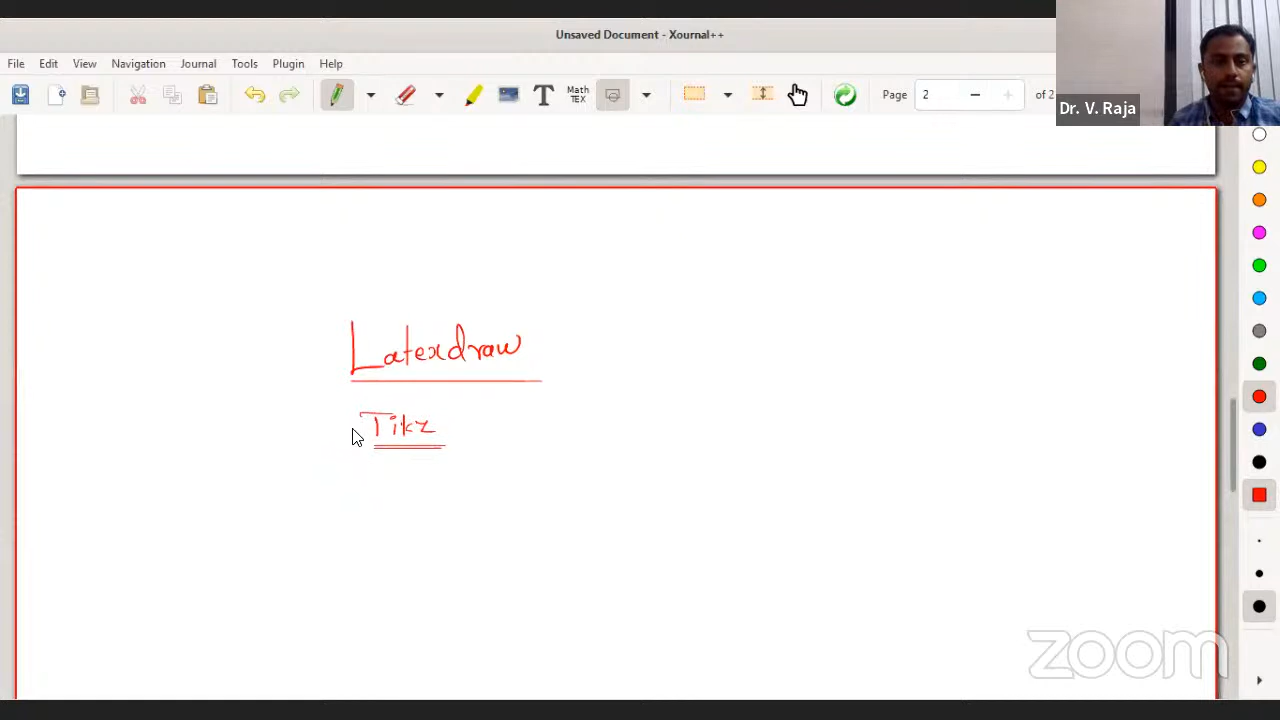 Unsaved Document - Xournal++
File Edit View Navigation Journal Tools Plugin Help
Math
TEX
Page 2 of 2
Dr. V. Raja
Latexdraw
Tikz
zoom